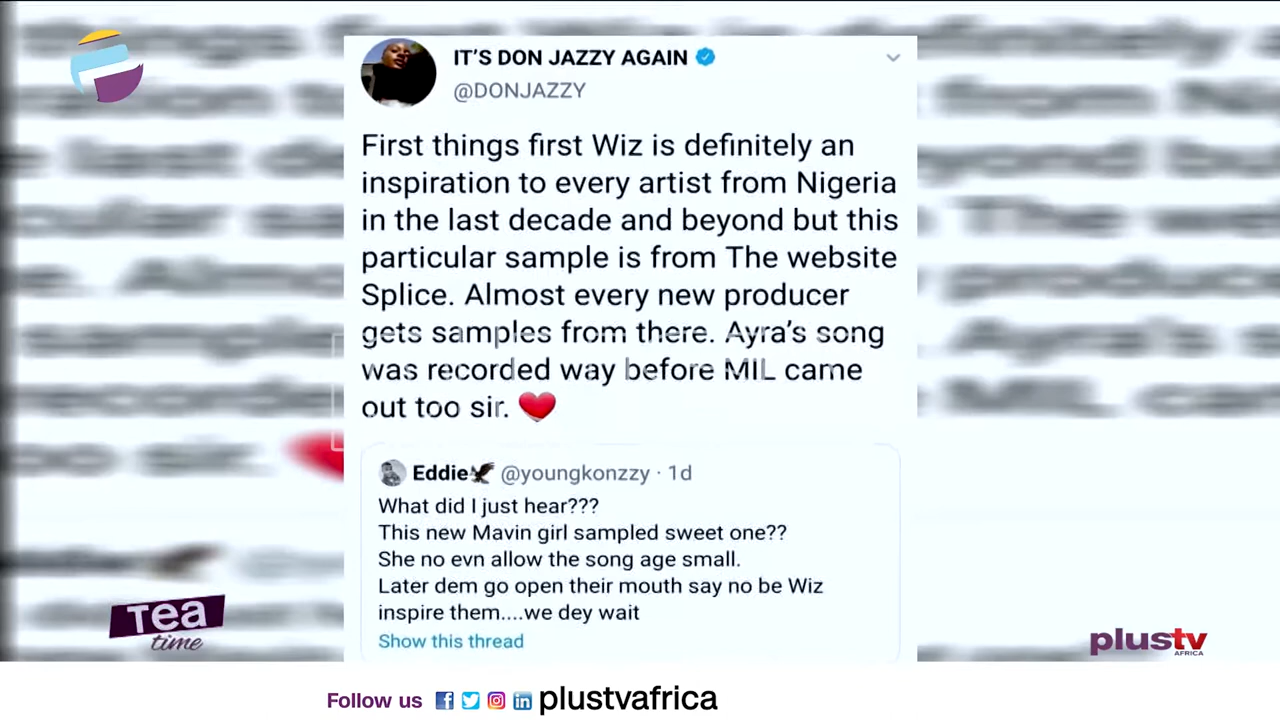 IT'S DON JAZZY AGAIN
@DONJAZZY
First things first Wiz is definitely an
inspiration to every artist from Nigeria
in the last decade and beyond but this
particular sample is from The website
Splice. Almost every new producer
gets samples from there. Ayra's song
was recorded way before MIL came
out too sir. ❤️
Eddie🦅 @youngkonzzy · 1d
What did I just hear???
This new Mavin girl sampled sweet one??
She no evn allow the song age small.
Later dem go open their mouth say no be Wiz
inspire them....we dey wait
Show this thread
Tea
time
plustv
AFRICA
Follow us plustvafrica